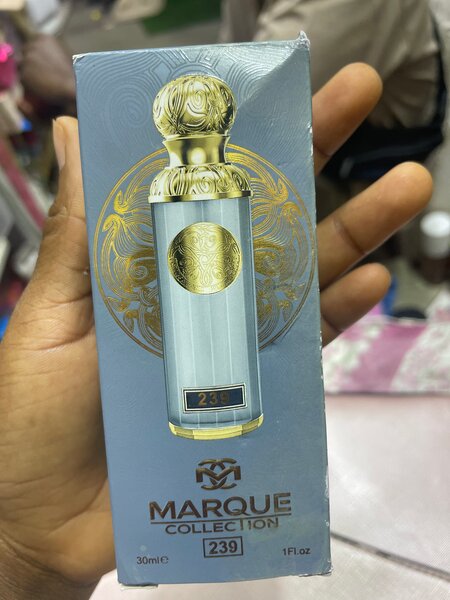 239
MARQUE
COLLECTION
239
30ml℮
1Fl.oz